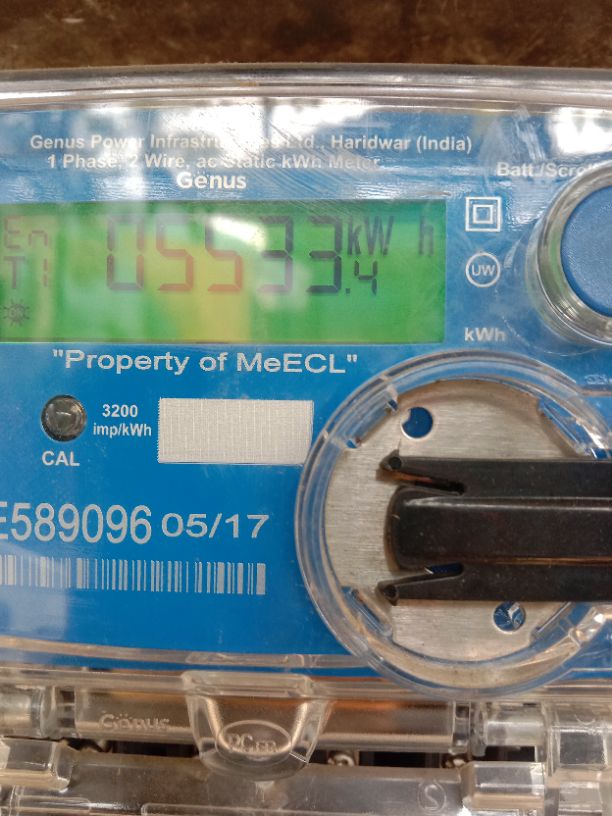 Genus Power Infrastructures Ltd., Haridwar (India)
1 Phase, 2 Wire, ac Static kWh Meter
Genus
Batt./Scro
En
T1
05533.4 kWh
UW
kWh
"Property of MeECL"
3200
imp/kWh
CAL
E589096 05/17
Genus